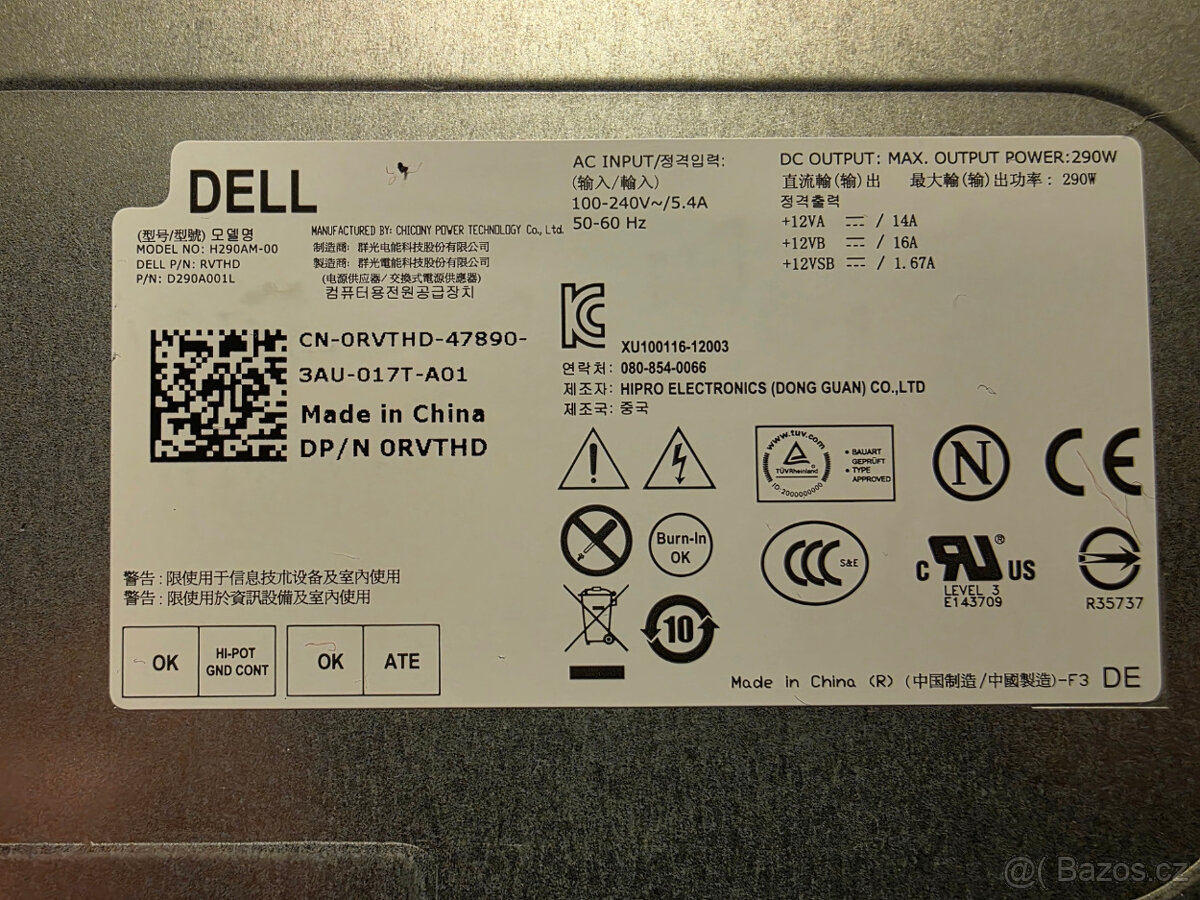 DELL
(型号/型號) 모델명
MODEL NO: H290AM-00
DELL P/N: RVTHD
P/N: D290A001L
MANUFACTURED BY: CHICONY POWER TECHNOLOGY Co., Ltd.
制造商: 群光电能科技股份有限公司
製造商: 群光電能科技股份有限公司
(电源供应器/交換式電源供應器)
컴퓨터용전원공급장치
AC INPUT/정격입력:
(输入/輸入)
100-240V~/5.4A
50-60 Hz
DC OUTPUT: MAX. OUTPUT POWER:290W
直流輸(输)出 最大輸(输)出功率: 290W
정격출력
+12VA ⎓ / 14A
+12VB ⎓ / 16A
+12VSB ⎓ / 1.67A
CN-0RVTHD-47890-
3AU-017T-A01
Made in China
DP/N 0RVTHD
KC
XU100116-12003
연락처: 080-854-0066
제조자: HIPRO ELECTRONICS (DONG GUAN) CO.,LTD
제조국: 중국
www.tuv.com
TÜVRheinland
ID:2000000000
• BAUART
GEPRÜFT
• TYPE
APPROVED
N
CE
Burn-In
OK
CCC S&E
c RU ® US
LEVEL 3
E143709
R35737
10
警告: 限使用于信息技术设备及室内使用
警告: 限使用於資訊設備及室內使用
OK
HI-POT
GND CONT
OK
ATE
Made in China (R) (中国制造/中國製造)-F3 DE
@( Bazos.cz